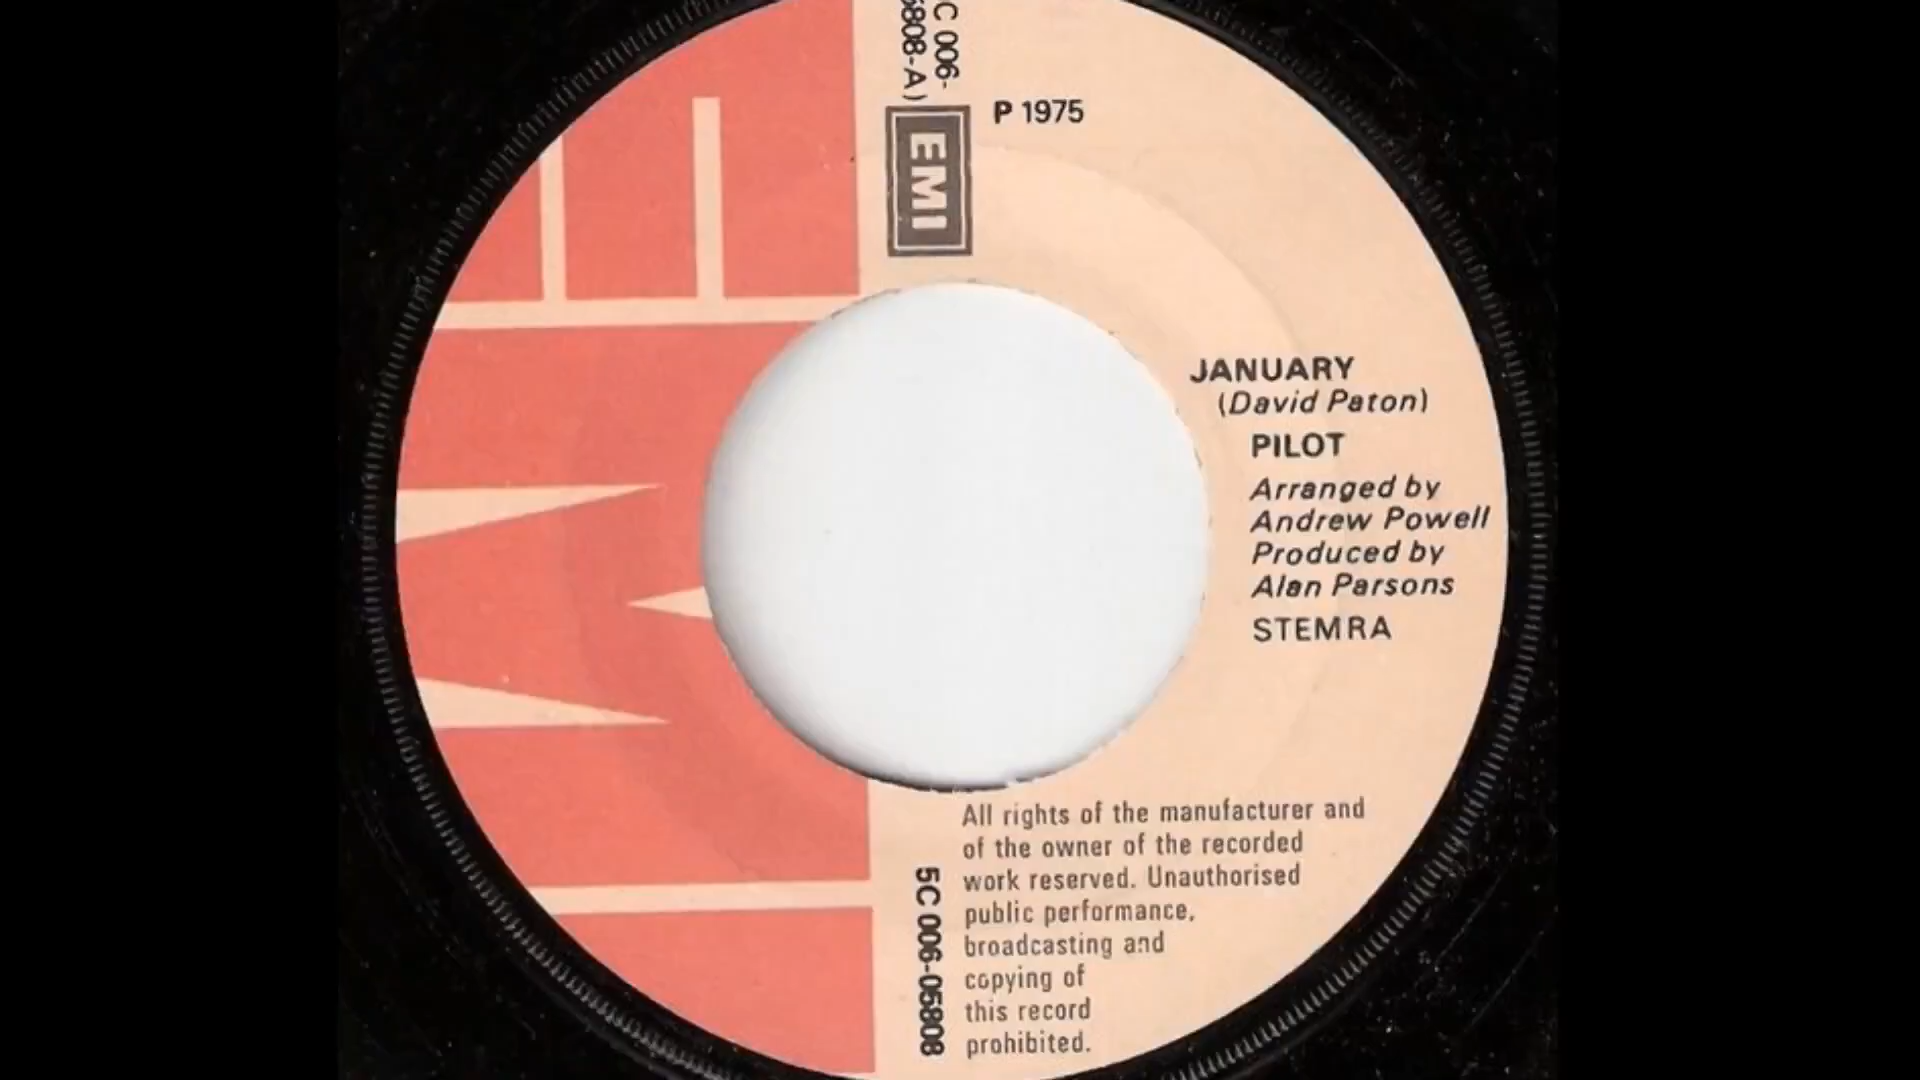 C 006-
808-A)
EMI
P 1975
JANUARY
(David Paton)
PILOT
Arranged by
Andrew Powell
Produced by
Alan Parsons
STEMRA
All rights of the manufacturer and
of the owner of the recorded
work reserved. Unauthorised
public performance,
broadcasting and
copying of
this record
prohibited.
5C 006-05808